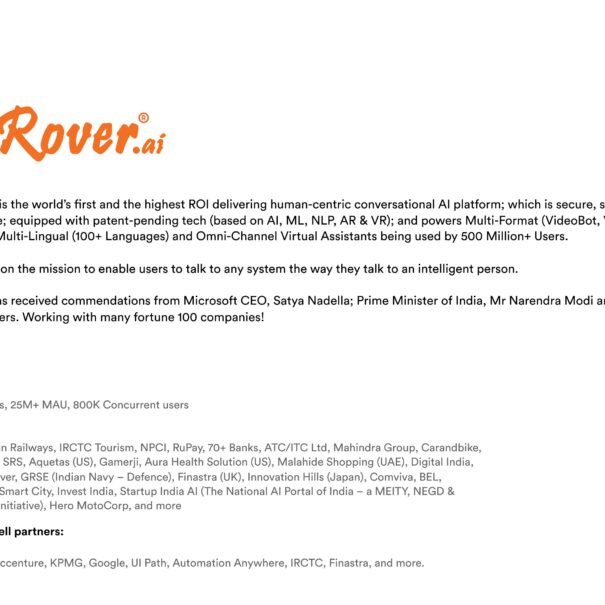 Rover.ai®
is the world's first and the highest ROI delivering human-centric conversational AI platform; which is secure, s
e; equipped with patent-pending tech (based on AI, ML, NLP, AR & VR); and powers Multi-Format (VideoBot,
Multi-Lingual (100+ Languages) and Omni-Channel Virtual Assistants being used by 500 Million+ Users.
on the mission to enable users to talk to any system the way they talk to an intelligent person.
as received commendations from Microsoft CEO, Satya Nadella; Prime Minister of India, Mr Narendra Modi a
ers. Working with many fortune 100 companies!
s, 25M+ MAU, 800K Concurrent users
n Railways, IRCTC Tourism, NPCI, RuPay, 70+ Banks, ATC/ITC Ltd, Mahindra Group, Carandbike,
SRS, Aquetas (US), Gamerji, Aura Health Solution (US), Malahide Shopping (UAE), Digital India,
ver, GRSE (Indian Navy – Defence), Finastra (UK), Innovation Hills (Japan), Comviva, BEL,
Smart City, Invest India, Startup India AI (The National AI Portal of India – a MEITY, NEGD &
nitiative), Hero MotoCorp, and more
ell partners:
ccenture, KPMG, Google, UI Path, Automation Anywhere, IRCTC, Finastra, and more.